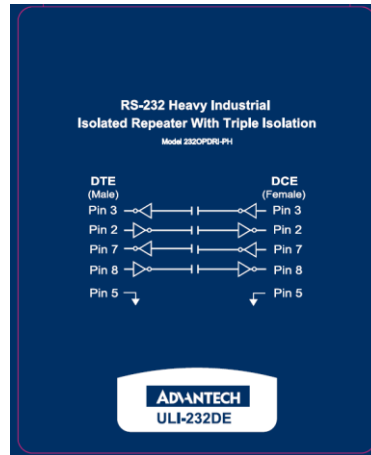 RS-232 Heavy Industrial
Isolated Repeater With Triple Isolation
Model 232OPDRI-PH
DTE DCE
(Male) (Female)
Pin 3 Pin 3
Pin 2 Pin 2
Pin 7 Pin 7
Pin 8 Pin 8
Pin 5 Pin 5
ADVANTECH
ULI-232DE